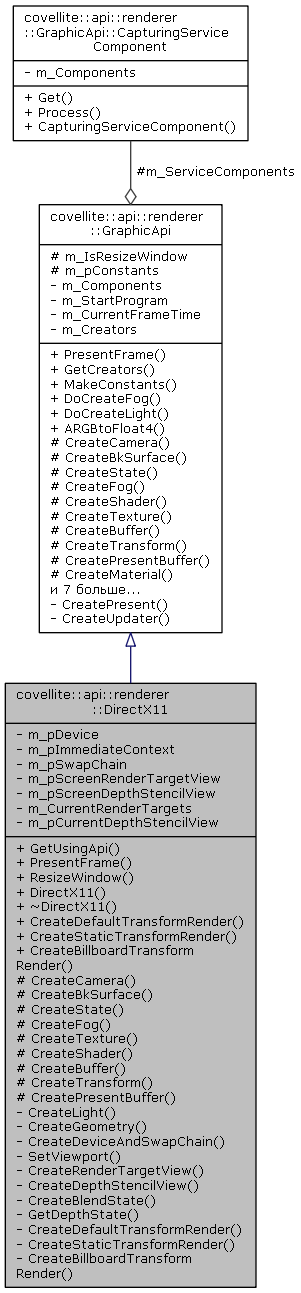 covellite::api::renderer
::GraphicApi::CapturingService
Component
- m_Components
+ Get()
+ Process()
+ CapturingServiceComponent()
#m_ServiceComponents
covellite::api::renderer
::GraphicApi
# m_IsResizeWindow
# m_pConstants
- m_Components
- m_StartProgram
- m_CurrentFrameTime
- m_Creators
+ PresentFrame()
+ GetCreators()
+ MakeConstants()
+ DoCreateFog()
+ DoCreateLight()
+ ARGBtoFloat4()
# CreateCamera()
# CreateBkSurface()
# CreateState()
# CreateFog()
# CreateShader()
# CreateTexture()
# CreateBuffer()
# CreateTransform()
# CreatePresentBuffer()
# CreateMaterial()
и 7 больше...
- CreatePresent()
- CreateUpdater()
covellite::api::renderer
::DirectX11
- m_pDevice
- m_pImmediateContext
- m_pSwapChain
- m_pScreenRenderTargetView
- m_pScreenDepthStencilView
- m_CurrentRenderTargets
- m_pCurrentDepthStencilView
+ GetUsingApi()
+ PresentFrame()
+ ResizeWindow()
+ DirectX11()
+ ~DirectX11()
+ CreateDefaultTransformRender()
+ CreateStaticTransformRender()
+ CreateBillboardTransform
Render()
# CreateCamera()
# CreateBkSurface()
# CreateState()
# CreateFog()
# CreateTexture()
# CreateShader()
# CreateBuffer()
# CreateTransform()
# CreatePresentBuffer()
- CreateLight()
- CreateGeometry()
- CreateDeviceAndSwapChain()
- SetViewport()
- CreateRenderTargetView()
- CreateDepthStencilView()
- CreateBlendState()
- GetDepthState()
- CreateDefaultTransformRender()
- CreateStaticTransformRender()
- CreateBillboardTransform
Render()